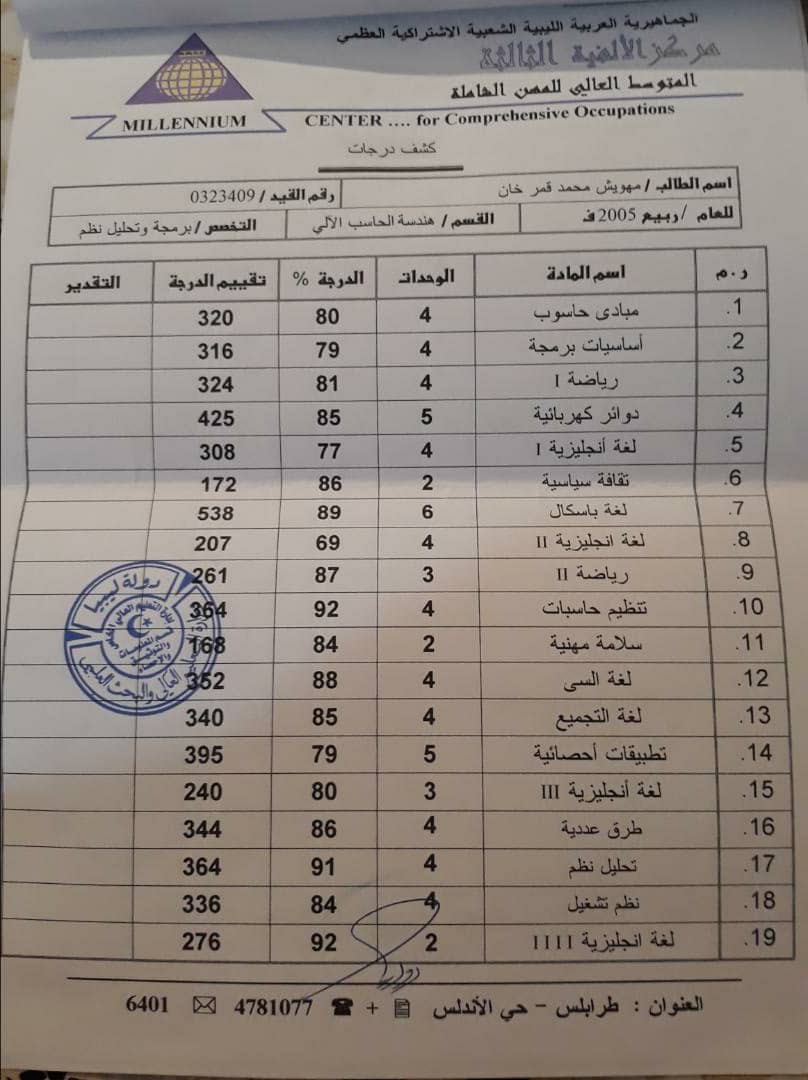 الجماهيرية العربية الليبية الشعبية الاشتراكية العظمي
مركز الألفية الثالثة
المتوسط العالي للمهن الشاملة
MILLENNIUM CENTER .... for Comprehensive Occupations
كشف درجات
اسم الطالب / مهويش محمد قمر خان رقم القيد / 0323409
للعام / ربيع 2005ف القسم / هندسة الحاسب الآلي التخصص / برمجة وتحليل نظم
ر.م اسم المادة الوحدات الدرجة % تقييم الدرجة التقدير
1. مبادى حاسوب 4 80 320
2. أساسيات برمجة 4 79 316
3. رياضة I 4 81 324
4. دوائر كهربائية 5 85 425
5. لغة أنجليزية I 4 77 308
6. تقافة سياسية 2 86 172
7. لغة باسكال 6 89 538
8. لغة انجليزية II 4 69 207
9. رياضة II 3 87 261
10. تنظيم حاسبات 4 92 364
11. سلامة مهنية 2 84 168
12. لغة السى 4 88 352
13. لغة التجميع 4 85 340
14. تطبيقات أحصائية 5 79 395
15. لغة أنجليزية III 3 80 240
16. طرق عددية 4 86 344
17. تحليل نظم 4 91 364
18. نظم تشغيل 4 84 336
19. لغة انجليزية IIII 2 92 276
دولة ليبيا
وزارة التعليم العالي والبحث العلمي
العنوان : طرابلس - حي الأندلس + 4781077 6401